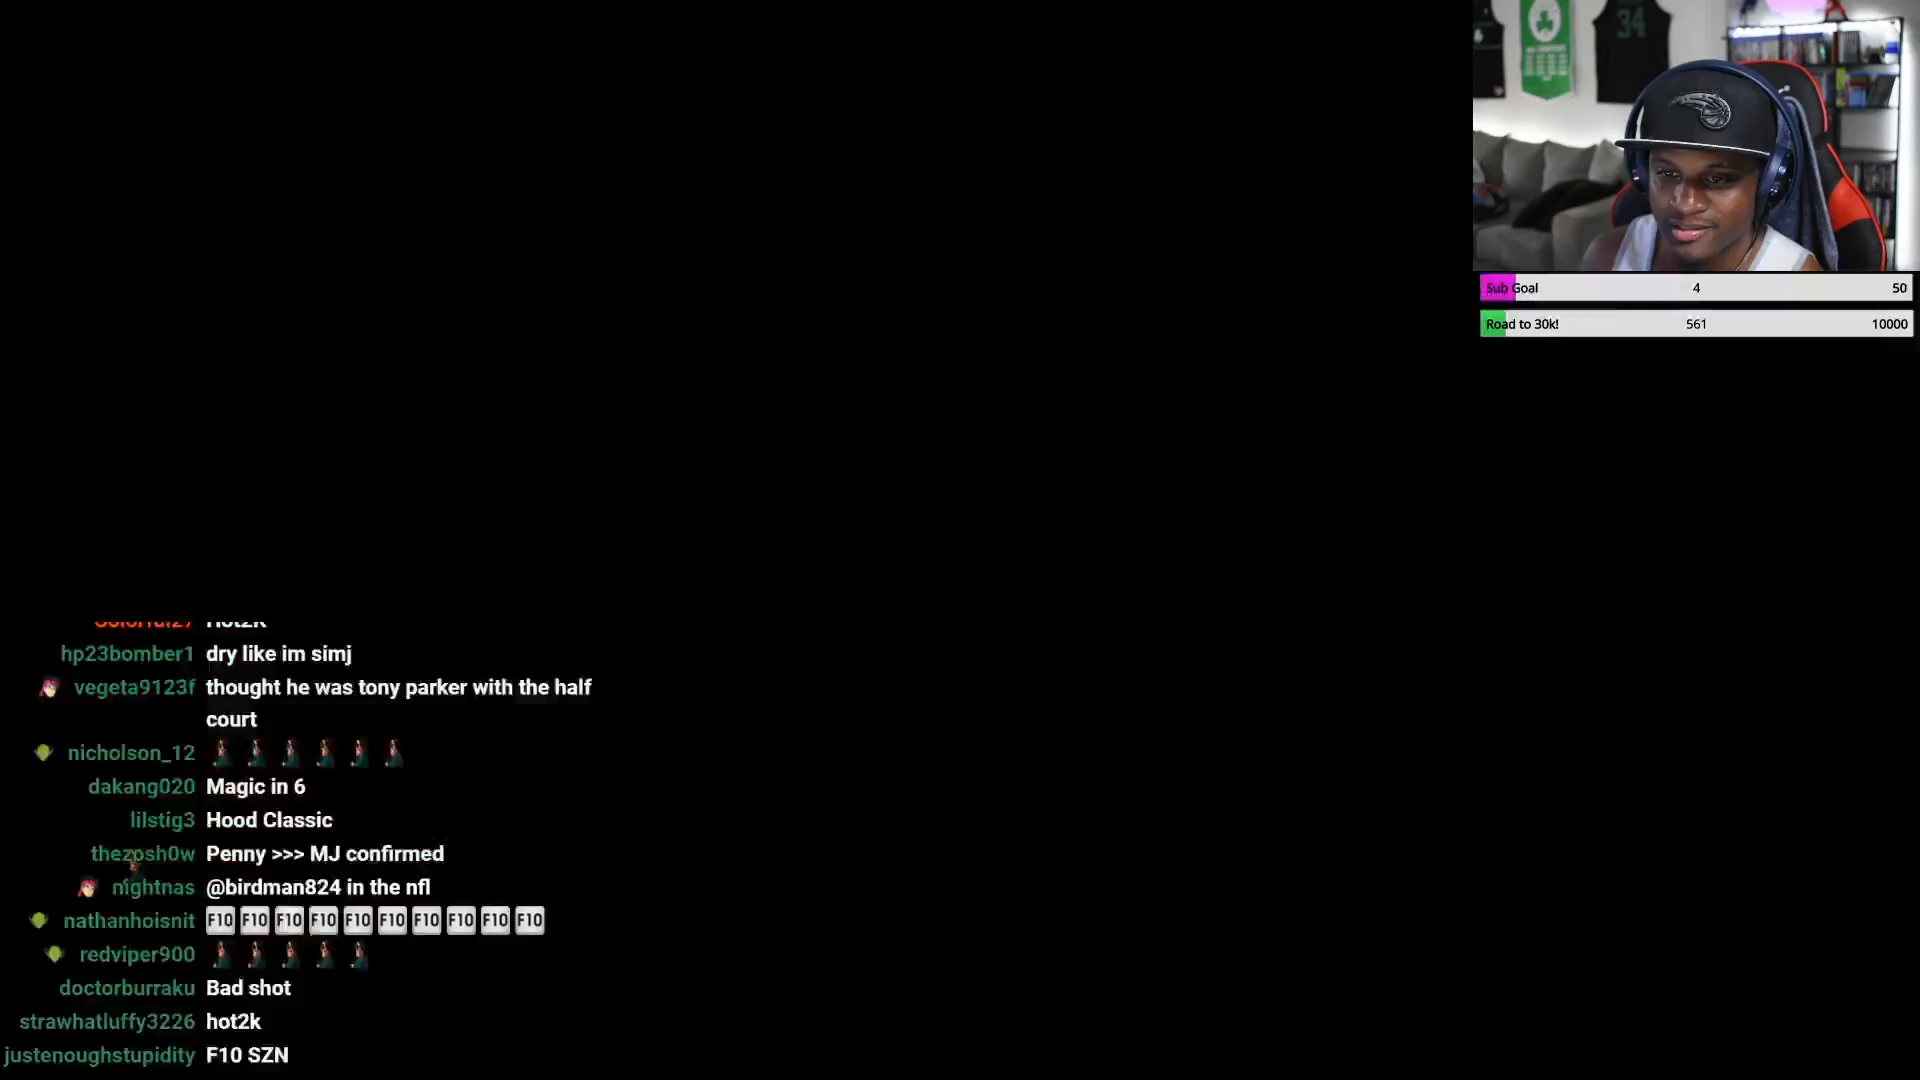 34
Sub Goal 4 50
Road to 30k! 561 10000
hp23bomber1 dry like im simj
vegeta9123f thought he was tony parker with the half
court
nicholson_12
dakang020 Magic in 6
lilstig3 Hood Classic
thezpsh0w Penny >>> MJ confirmed
nightnas @birdman824 in the nfl
nathanhoisnit F10 F10 F10 F10 F10 F10 F10 F10 F10 F10
redviper900
doctorburraku Bad shot
strawhatluffy3226 hot2k
justenoughstupidity F10 SZN